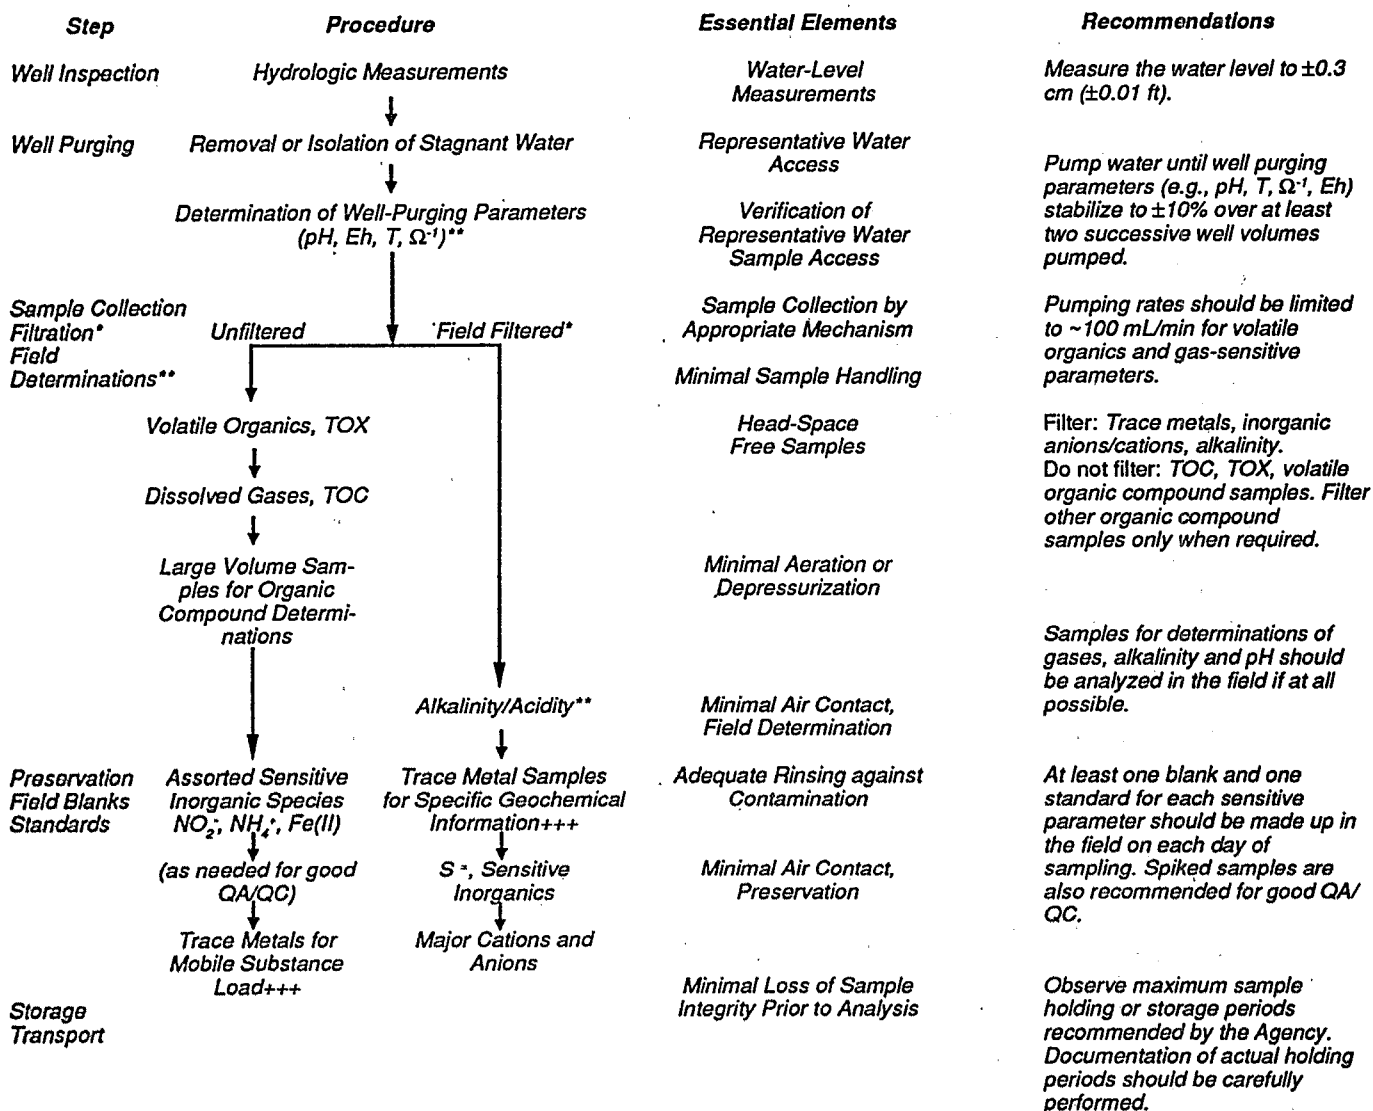 Step
Procedure
Essential Elements
Recommendations
Well Inspection
Hydrologic Measurements
Water-Level
Measurements
Measure the water level to ±0.3
cm (±0.01 ft).
Well Purging
Removal or Isolation of Stagnant Water
Representative Water
Access
Determination of Well-Purging Parameters
(pH, Eh, T, Ω⁻¹)**
Verification of
Representative Water
Sample Access
Pump water until well purging
parameters (e.g., pH, T, Ω⁻¹, Eh)
stabilize to ±10% over at least
two successive well volumes
pumped.
Sample Collection
Filtration*
Field
Determinations**
Unfiltered
Field Filtered*
Sample Collection by
Appropriate Mechanism
Minimal Sample Handling
Pumping rates should be limited
to ~100 mL/min for volatile
organics and gas-sensitive
parameters.
Volatile Organics, TOX
Head-Space
Free Samples
Filter: Trace metals, inorganic
anions/cations, alkalinity.
Do not filter: TOC, TOX, volatile
organic compound samples. Filter
other organic compound
samples only when required.
Dissolved Gases, TOC
Large Volume Sam-
ples for Organic
Compound Determi-
nations
Minimal Aeration or
Depressurization
Samples for determinations of
gases, alkalinity and pH should
be analyzed in the field if at all
possible.
Alkalinity/Acidity**
Minimal Air Contact,
Field Determination
Preservation
Field Blanks
Standards
Assorted Sensitive
Inorganic Species
NO₂⁻, NH₄⁺, Fe(II)
Trace Metal Samples
for Specific Geochemical
Information+++
Adequate Rinsing against
Contamination
At least one blank and one
standard for each sensitive
parameter should be made up in
the field on each day of
sampling. Spiked samples are
also recommended for good QA/
QC.
(as needed for good
QA/QC)
S⁼, Sensitive
Inorganics
Minimal Air Contact,
Preservation
Trace Metals for
Mobile Substance
Load+++
Major Cations and
Anions
Storage
Transport
Minimal Loss of Sample
Integrity Prior to Analysis
Observe maximum sample
holding or storage periods
recommended by the Agency.
Documentation of actual holding
periods should be carefully
performed.